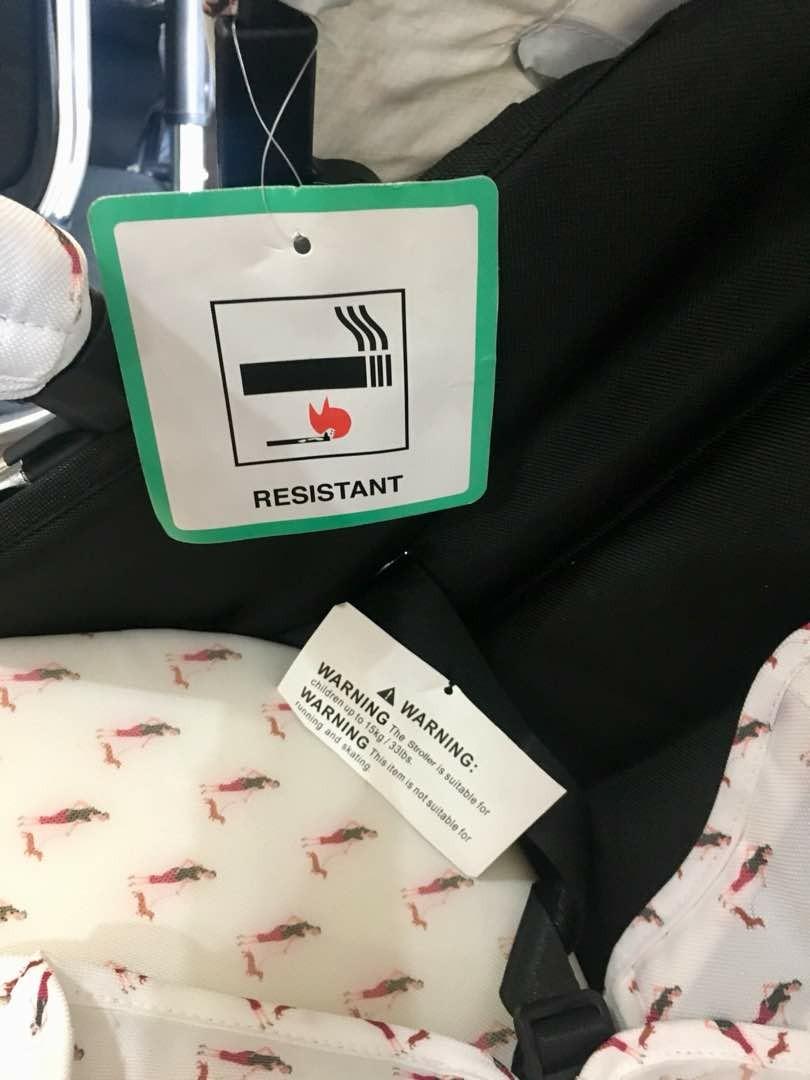 RESISTANT
WARNING:
WARNING The Stroller is suitable for
children up to 15kg / 33lbs.
WARNING This item is not suitable for
running and skating.